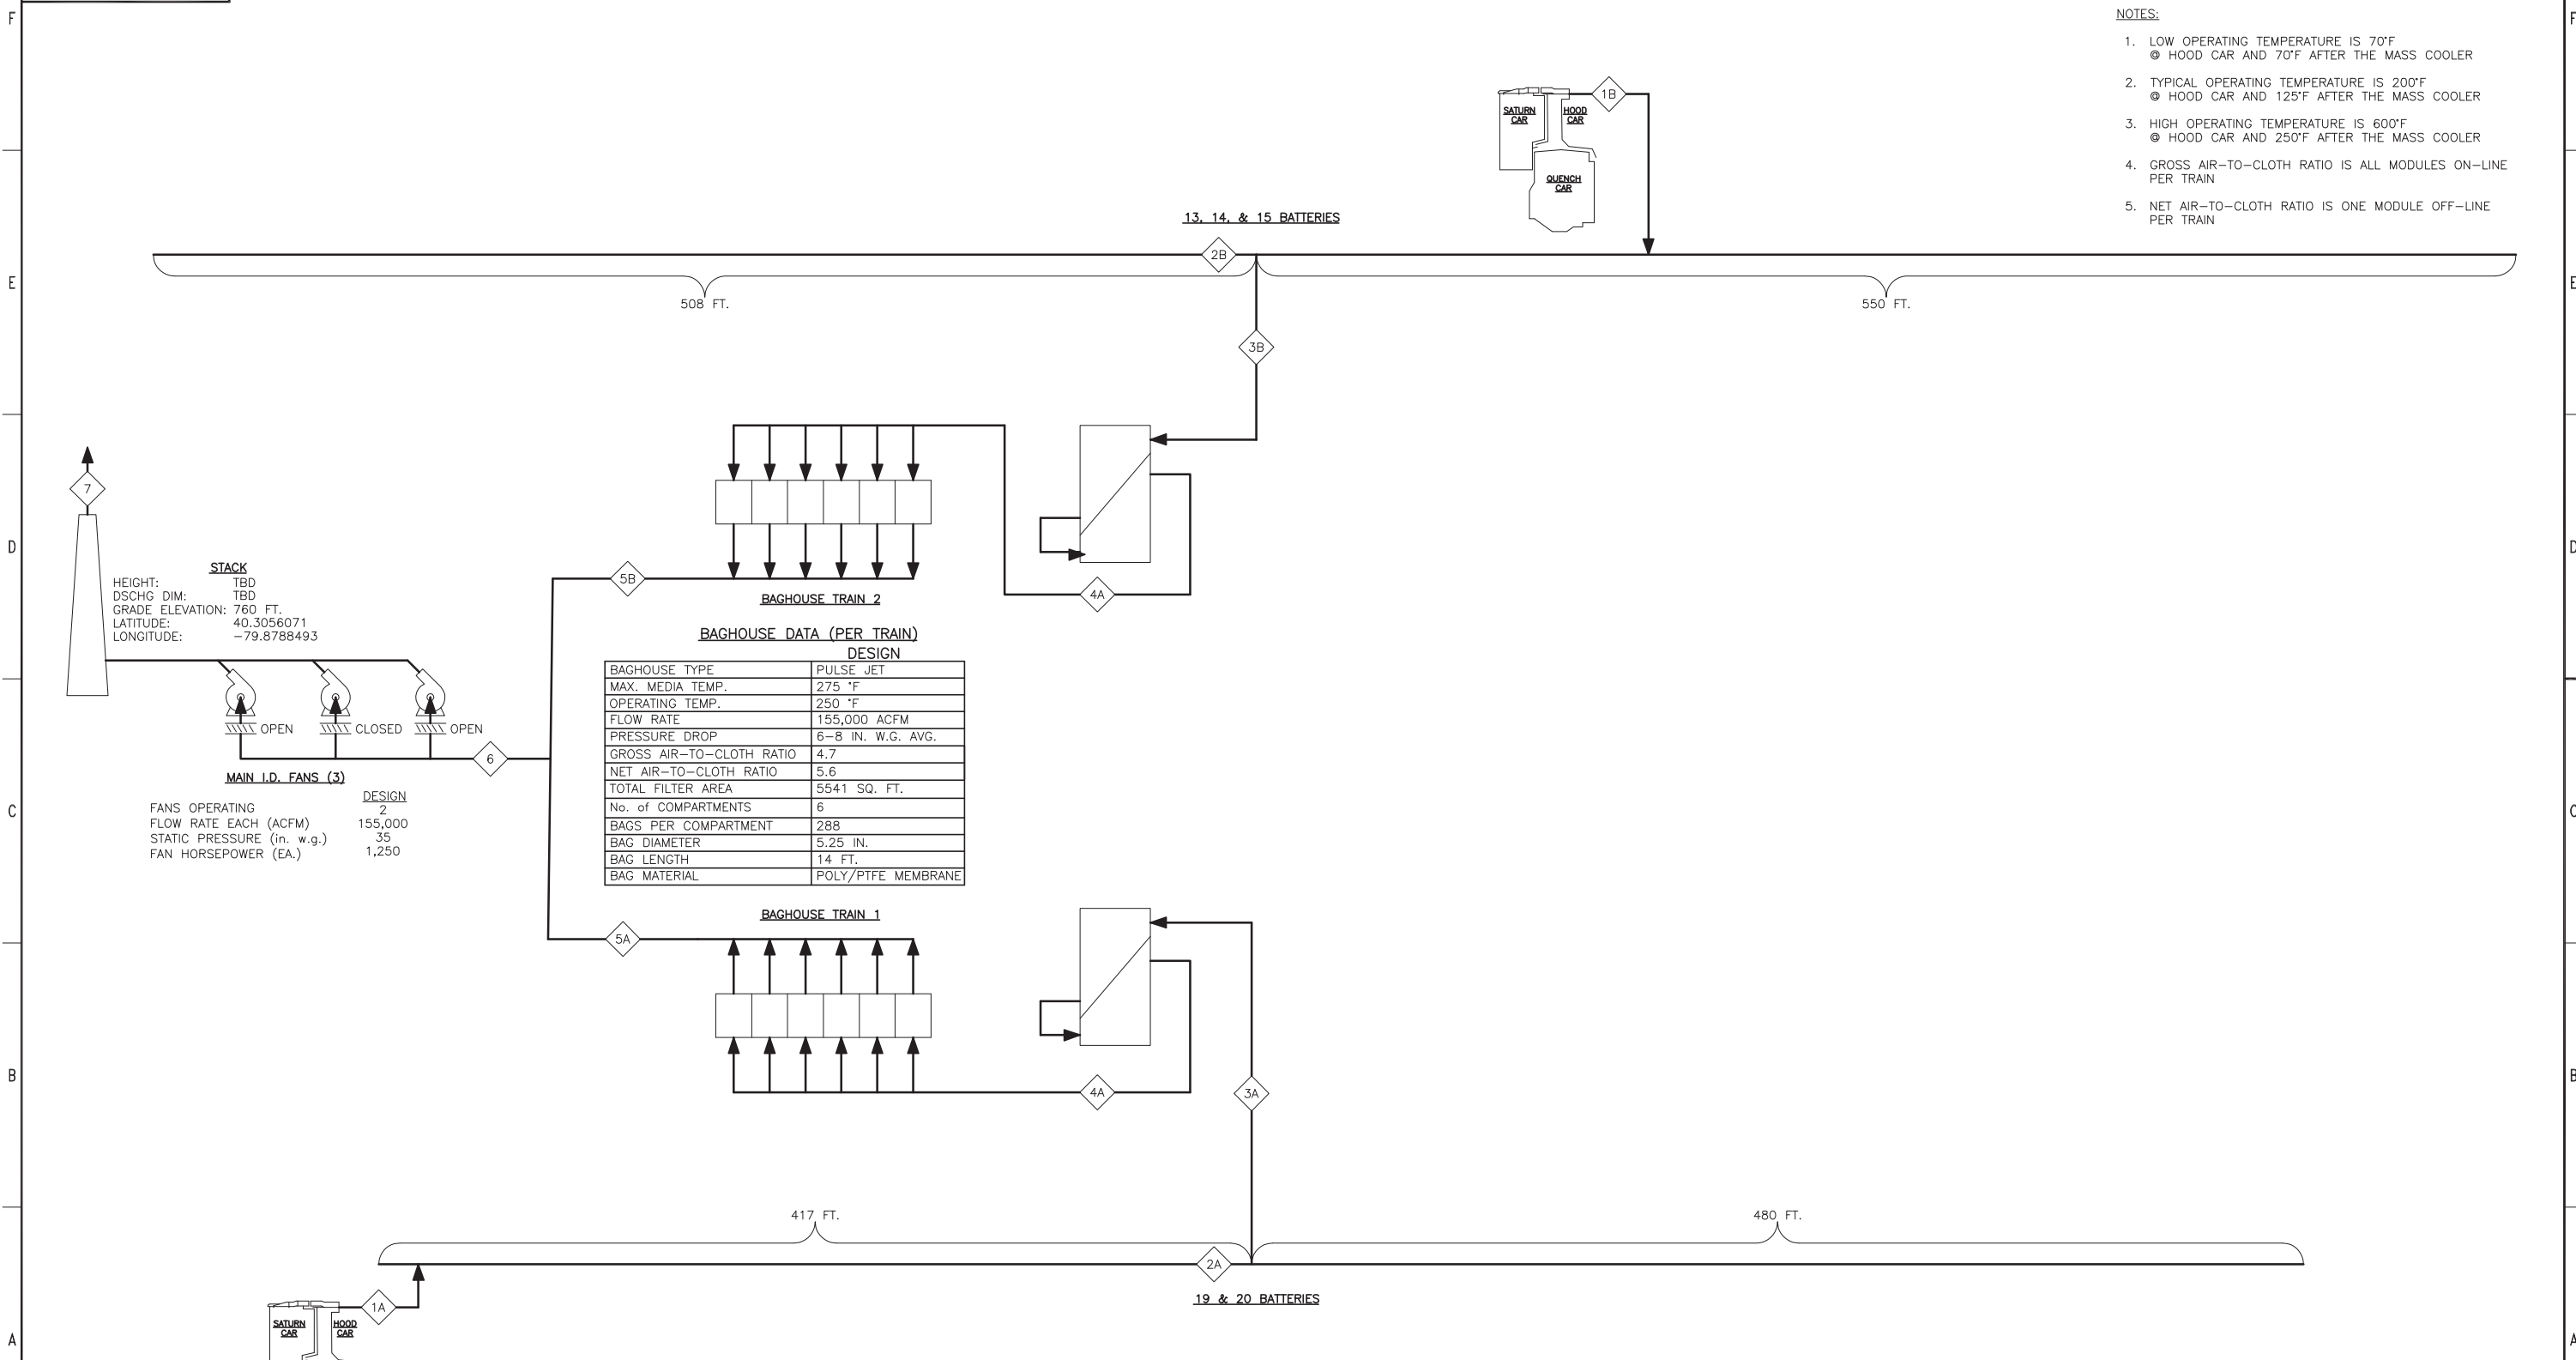 F
F
NOTES:
1. LOW OPERATING TEMPERATURE IS 70°F
@ HOOD CAR AND 70°F AFTER THE MASS COOLER
2. TYPICAL OPERATING TEMPERATURE IS 200°F
@ HOOD CAR AND 125°F AFTER THE MASS COOLER
3. HIGH OPERATING TEMPERATURE IS 600°F
@ HOOD CAR AND 250°F AFTER THE MASS COOLER
4. GROSS AIR-TO-CLOTH RATIO IS ALL MODULES ON-LINE
PER TRAIN
5. NET AIR-TO-CLOTH RATIO IS ONE MODULE OFF-LINE
PER TRAIN
1B
SATURN
CAR
HOOD
CAR
QUENCH
CAR
13, 14, & 15 BATTERIES
2B
E
E
508 FT.
550 FT.
3B
7
D
D
STACK
HEIGHT: TBD
DSCHG DIM: TBD
GRADE ELEVATION: 760 FT.
LATITUDE: 40.3056071
LONGITUDE: -79.8788493
5B
4A
BAGHOUSE TRAIN 2
BAGHOUSE DATA (PER TRAIN)
DESIGN
BAGHOUSE TYPE PULSE JET
MAX. MEDIA TEMP. 275 °F
OPERATING TEMP. 250 °F
FLOW RATE 155,000 ACFM
PRESSURE DROP 6-8 IN. W.G. AVG.
GROSS AIR-TO-CLOTH RATIO 4.7
NET AIR-TO-CLOTH RATIO 5.6
TOTAL FILTER AREA 5541 SQ. FT.
No. of COMPARTMENTS 6
BAGS PER COMPARTMENT 288
BAG DIAMETER 5.25 IN.
BAG LENGTH 14 FT.
BAG MATERIAL POLY/PTFE MEMBRANE
OPEN
CLOSED
OPEN
6
MAIN I.D. FANS (3)
DESIGN
FANS OPERATING 2
FLOW RATE EACH (ACFM) 155,000
STATIC PRESSURE (in. w.g.) 35
FAN HORSEPOWER (EA.) 1,250
C
C
BAGHOUSE TRAIN 1
5A
B
B
4A
3A
417 FT.
480 FT.
2A
19 & 20 BATTERIES
1A
SATURN
CAR
HOOD
CAR
A
A